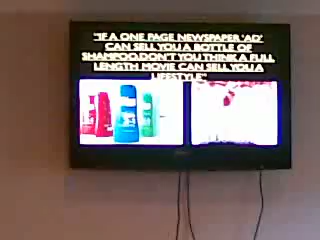 "IF A ONE PAGE NEWSPAPER 'AD'
CAN SELL YOU A BOTTLE OF
SHAMPOO.DON'T YOU THINK A FULL
LENGTH MOVIE CAN SELL YOU A
LIFESTYLE"